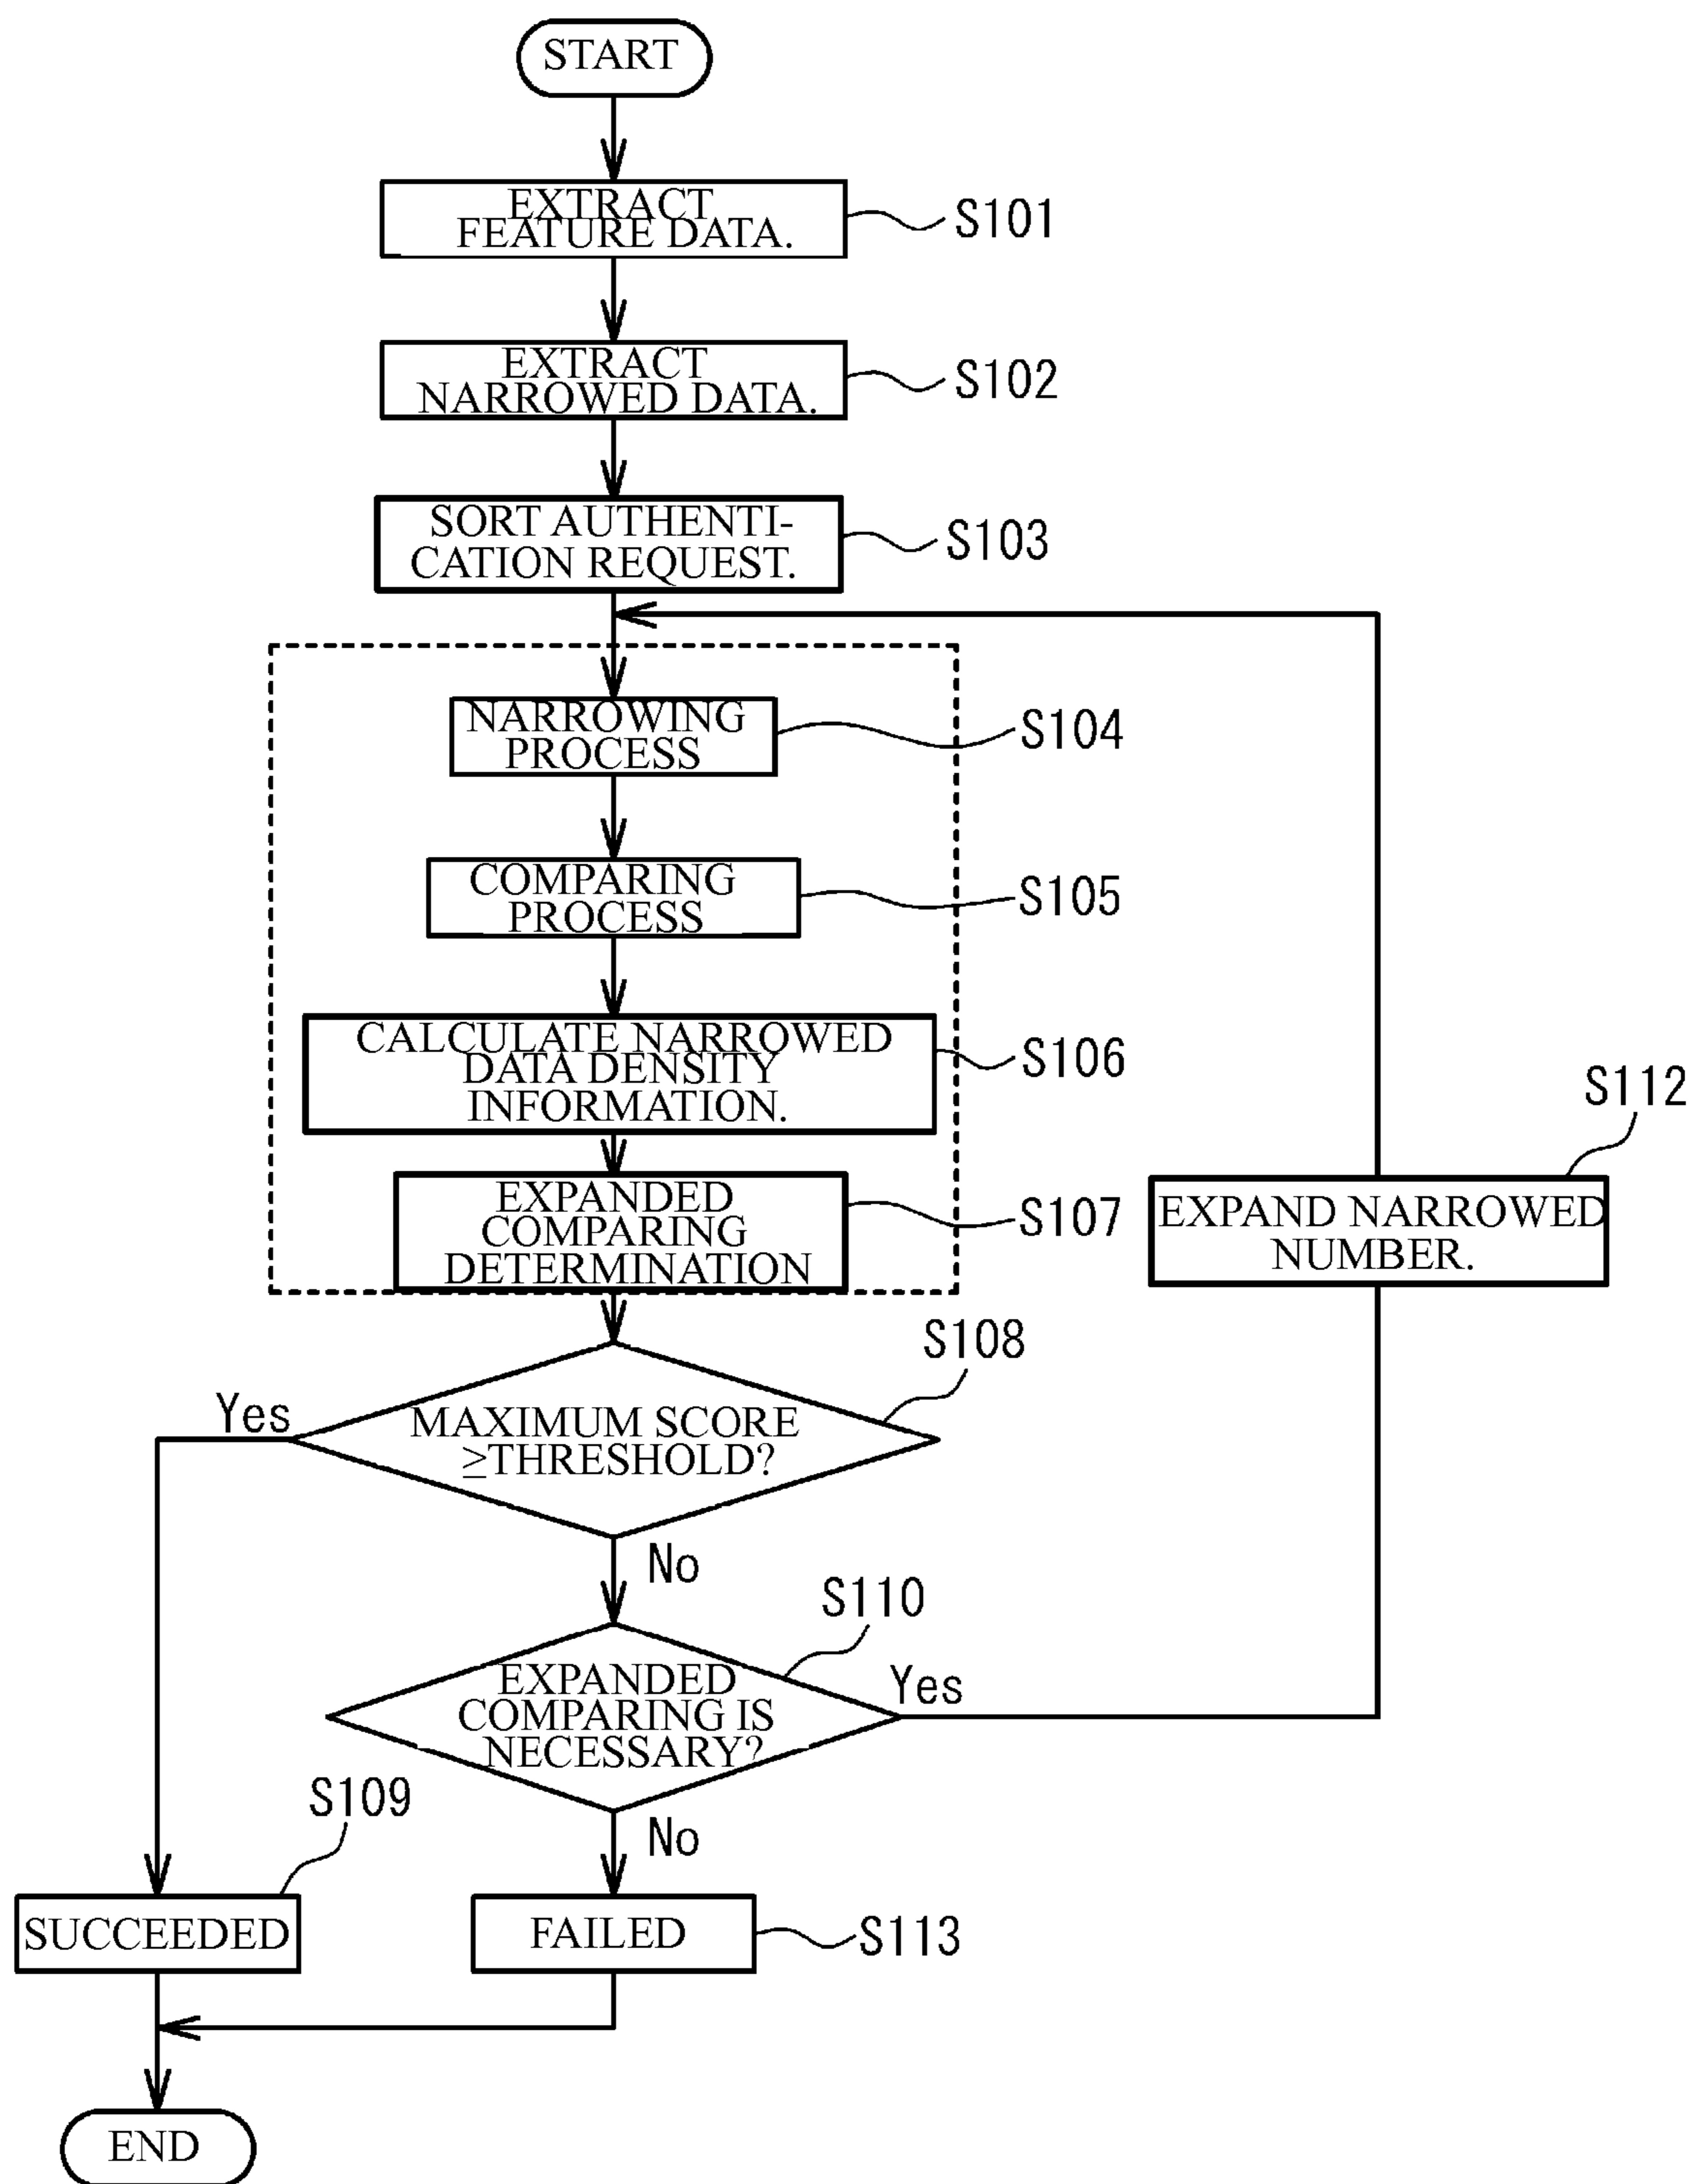 START
EXTRACT
FEATURE DATA.
S101
EXTRACT
NARROWED DATA.
S102
SORT AUTHENTI-
CATION REQUEST.
S103
NARROWING
PROCESS
S104
COMPARING
PROCESS
S105
CALCULATE NARROWED
DATA DENSITY
INFORMATION.
S106
S112
EXPANDED
COMPARING
DETERMINATION
S107
EXPAND NARROWED
NUMBER.
S108
Yes
MAXIMUM SCORE
≥THRESHOLD?
No
S110
EXPANDED
COMPARING IS
NECESSARY?
Yes
S109
No
SUCCEEDED
FAILED
S113
END